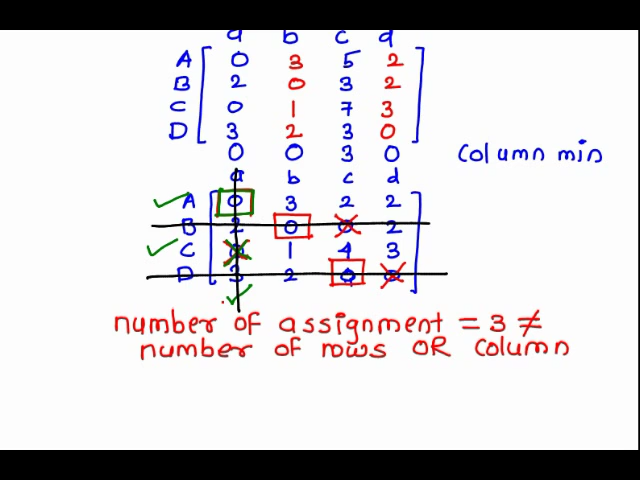 a b c d
A 0 3 5 2
B 2 0 3 2
C 0 1 7 3
D 3 2 3 0
0 0 3 0 column min
a b c d
A 0 3 2 2
B 2 0 0 2
C 0 1 4 3
D 3 2 0 0
number of assignment = 3 ≠
number of rows OR column